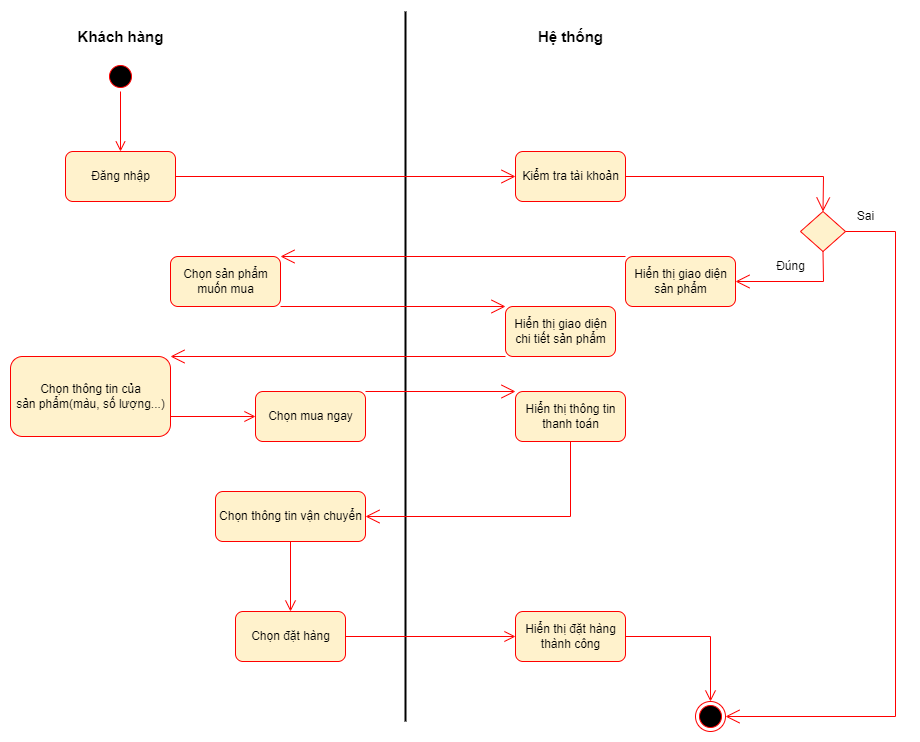 Khách hàng
Hệ thống
Đăng nhập
Kiểm tra tài khoản
Sai
Đúng
Hiển thị giao diện
sản phẩm
Chọn sản phẩm
muốn mua
Hiển thị giao diện
chi tiết sản phẩm
Chọn thông tin của
sản phẩm(màu, số lượng...)
Chọn mua ngay
Hiển thị thông tin
thanh toán
Chọn thông tin vận chuyển
Chọn đặt hàng
Hiển thị đặt hàng
thành công